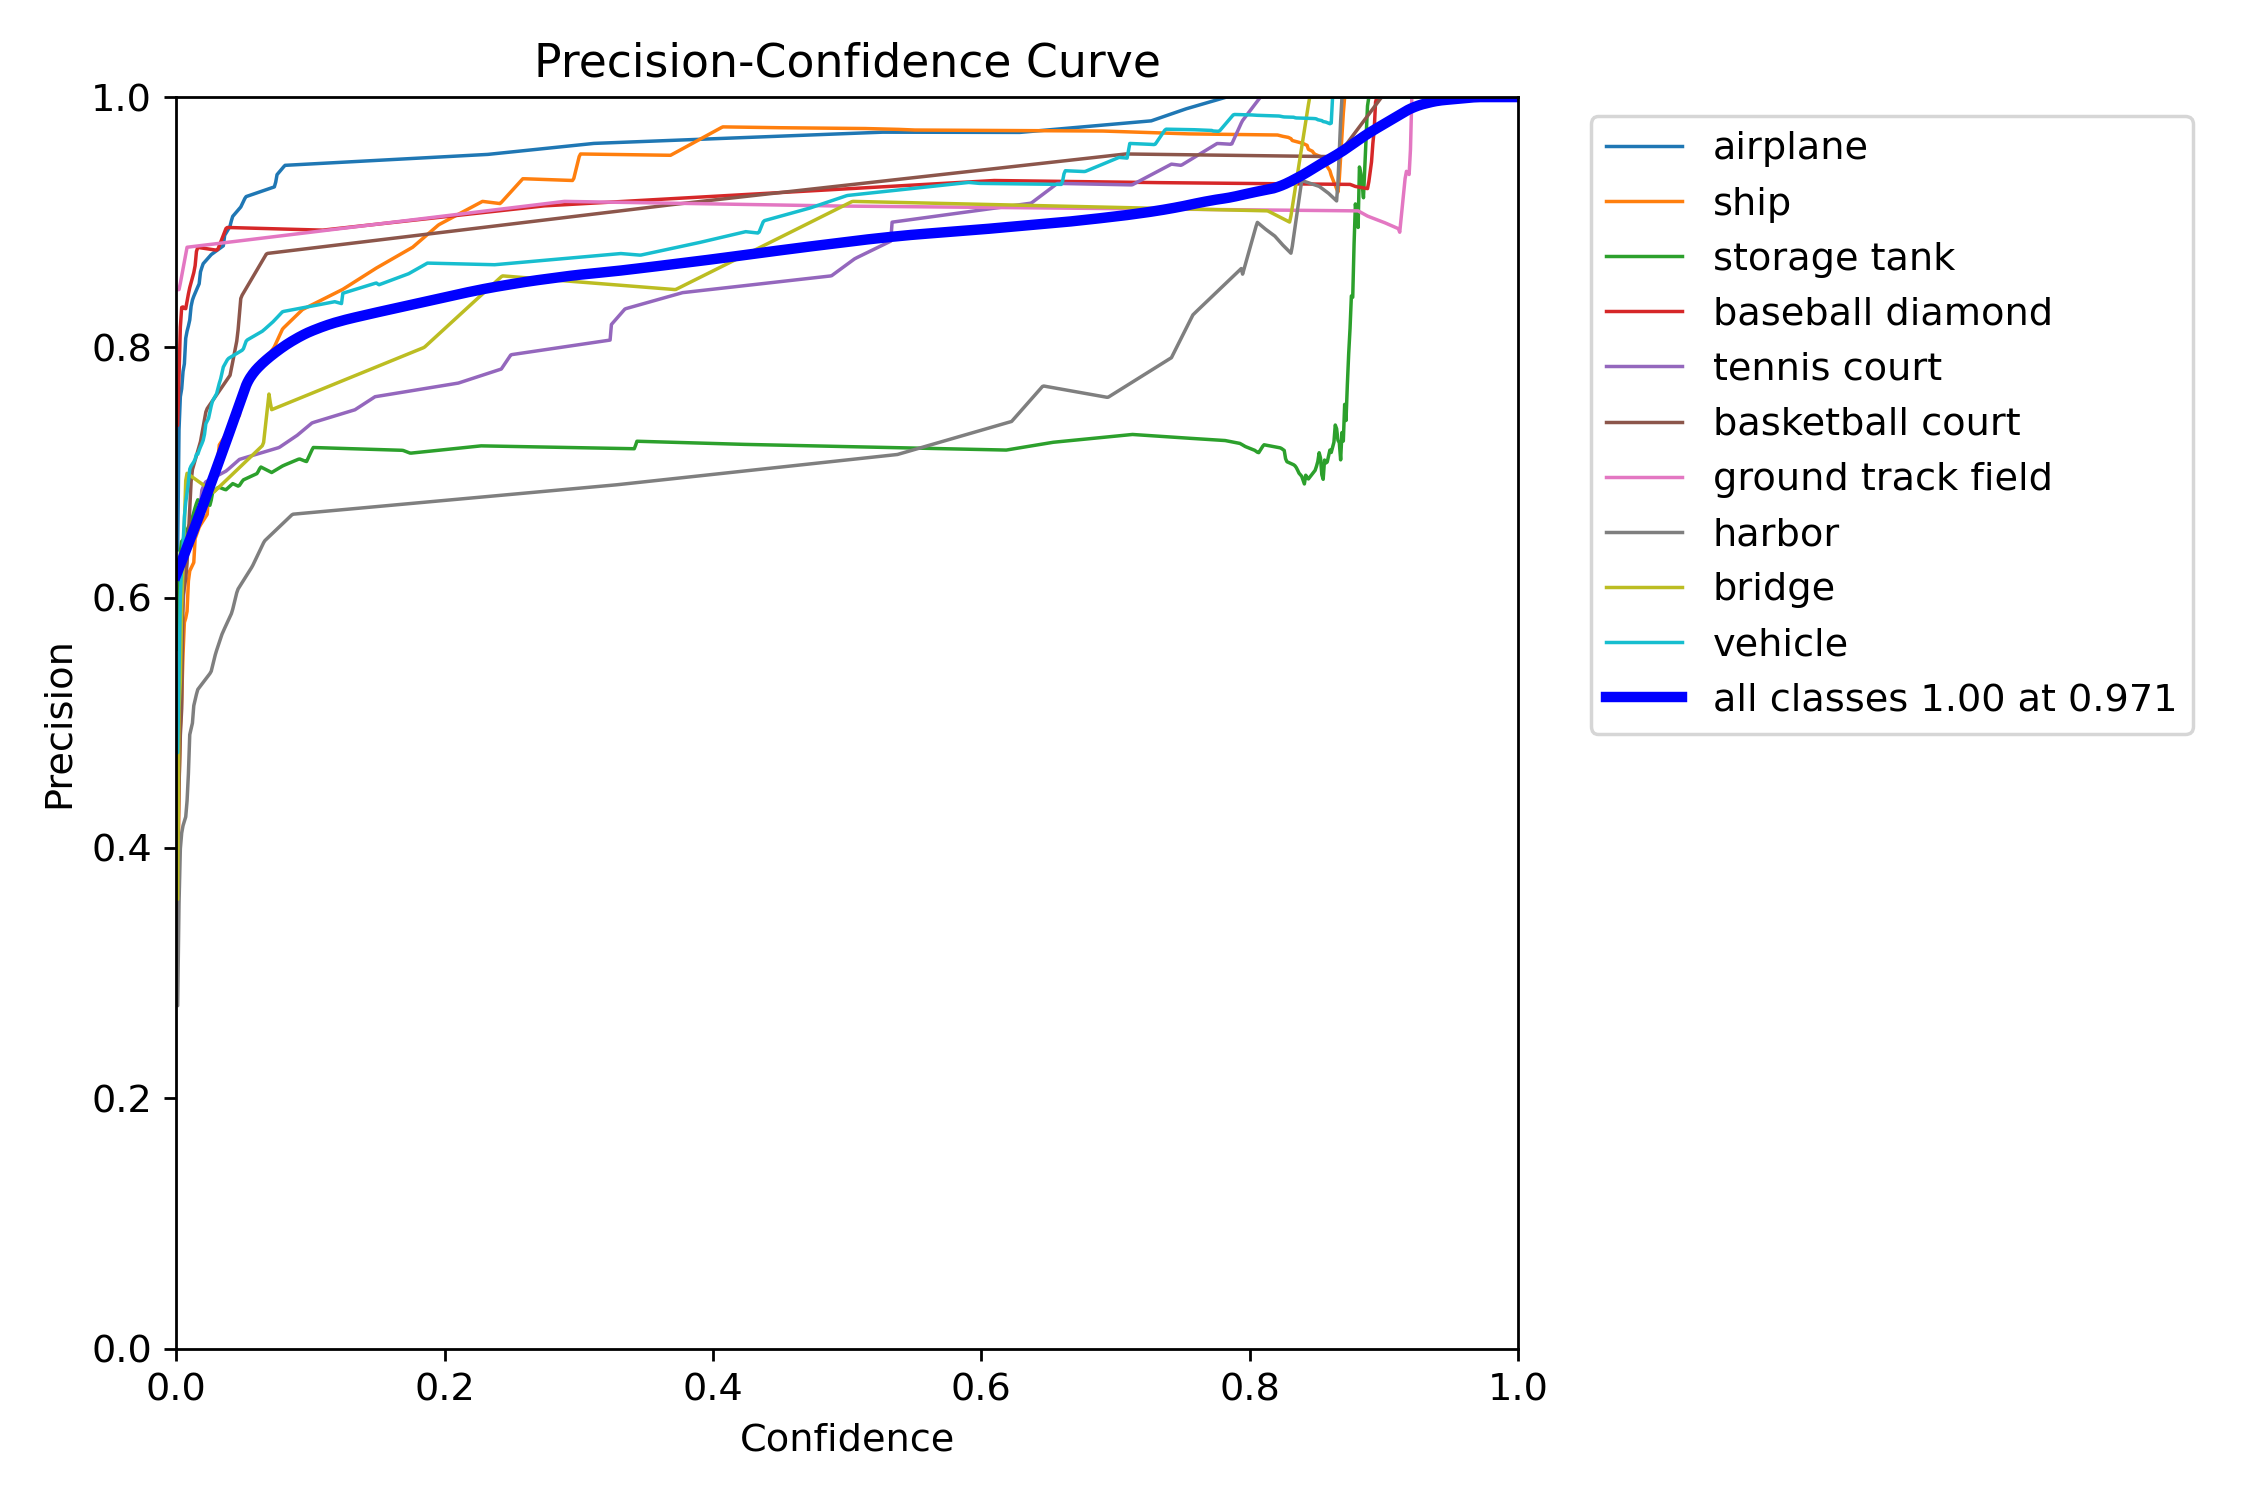 Precision-Confidence Curve
1.0
0.8
0.6
0.4
0.2
0.0
Precision
0.0 0.2 0.4 0.6 0.8 1.0
Confidence
airplane
ship
storage tank
baseball diamond
tennis court
basketball court
ground track field
harbor
bridge
vehicle
all classes 1.00 at 0.971